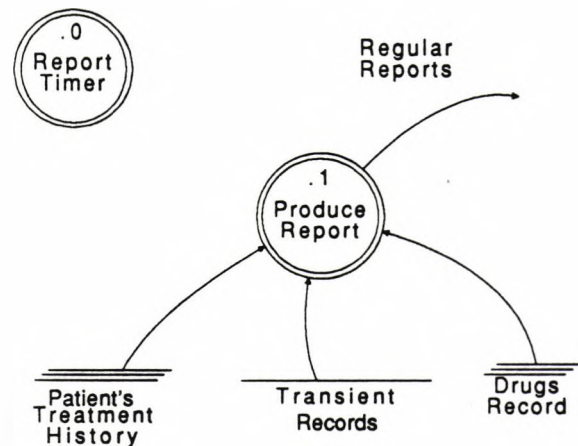 .0
Report
Timer
Regular
Reports
.1
Produce
Report
Patient's
Treatment
History
Transient
Records
Drugs
Record